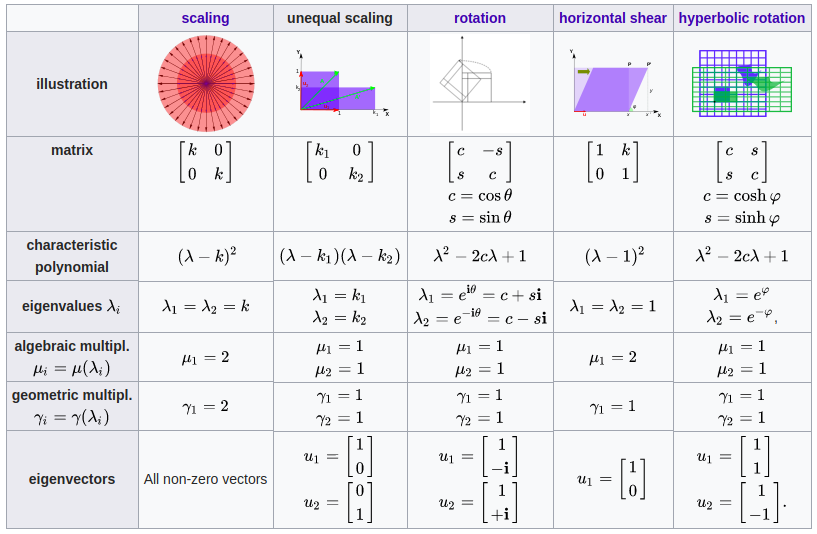 scaling unequal scaling rotation horizontal shear hyperbolic rotation
illustration
matrix
[k 0; 0 k]
[k₁ 0; 0 k₂]
[c −s; s c]
c = cos θ
s = sin θ
[1 k; 0 1]
[c s; s c]
c = cosh φ
s = sinh φ
characteristic
polynomial
(λ − k)²
(λ − k₁)(λ − k₂)
λ² − 2cλ + 1
(λ − 1)²
λ² − 2cλ + 1
eigenvalues λᵢ
λ₁ = λ₂ = k
λ₁ = k₁
λ₂ = k₂
λ₁ = e^{iθ} = c + si
λ₂ = e^{−iθ} = c − si
λ₁ = λ₂ = 1
λ₁ = e^φ
λ₂ = e^{−φ},
algebraic multipl.
μᵢ = μ(λᵢ)
μ₁ = 2
μ₁ = 1
μ₂ = 1
μ₁ = 1
μ₂ = 1
μ₁ = 2
μ₁ = 1
μ₂ = 1
geometric multipl.
γᵢ = γ(λᵢ)
γ₁ = 2
γ₁ = 1
γ₂ = 1
γ₁ = 1
γ₂ = 1
γ₁ = 1
γ₁ = 1
γ₂ = 1
eigenvectors
All non-zero vectors
u₁ = [1; 0]
u₂ = [0; 1]
u₁ = [1; −i]
u₂ = [1; +i]
u₁ = [1; 0]
u₁ = [1; 1]
u₂ = [1; −1].